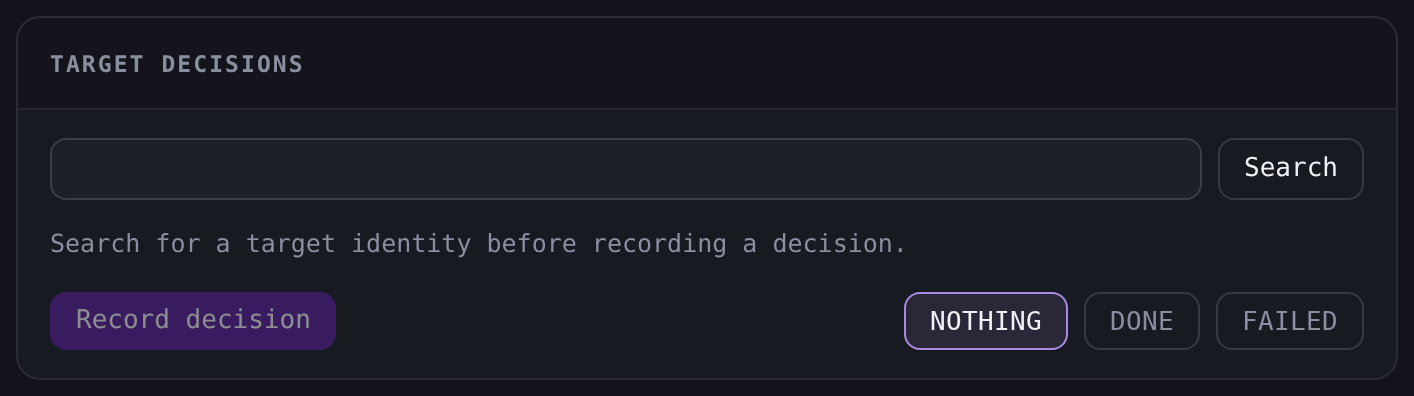 TARGET DECISIONS
Search
Search for a target identity before recording a decision.
Record decision NOTHING DONE FAILED